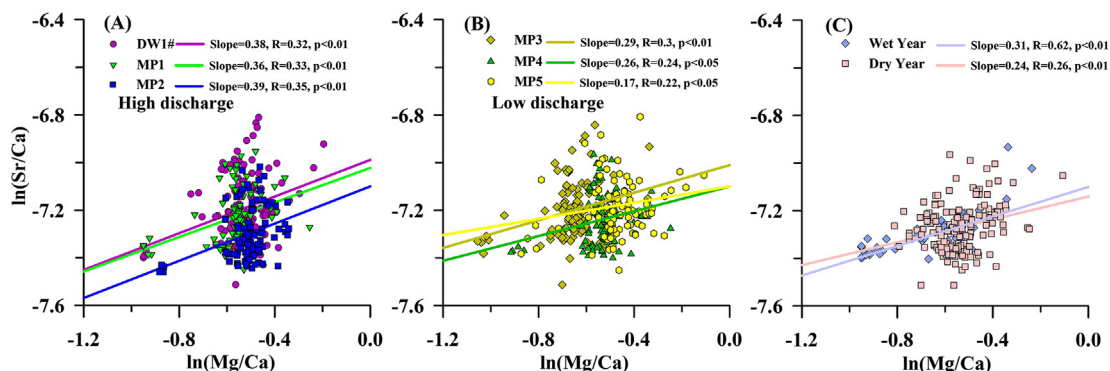 (A)
DW1# Slope=0.38, R=0.32, p<0.01
MP1 Slope=0.36, R=0.33, p<0.01
MP2 Slope=0.39, R=0.35, p<0.01
High discharge
-6.4
-6.8
-7.2
-7.6
ln(Sr/Ca)
-1.2 -0.8 -0.4 0.0
ln(Mg/Ca)
(B)
MP3 Slope=0.29, R=0.3, p<0.01
MP4 Slope=0.26, R=0.24, p<0.05
MP5 Slope=0.17, R=0.22, p<0.05
Low discharge
-6.4
-6.8
-7.2
-7.6
-1.2 -0.8 -0.4 0.0
ln(Mg/Ca)
(C)
Wet Year Slope=0.31, R=0.62, p<0.01
Dry Year Slope=0.24, R=0.26, p<0.01
-6.4
-6.8
-7.2
-7.6
-1.2 -0.8 -0.4 0.0
ln(Mg/Ca)